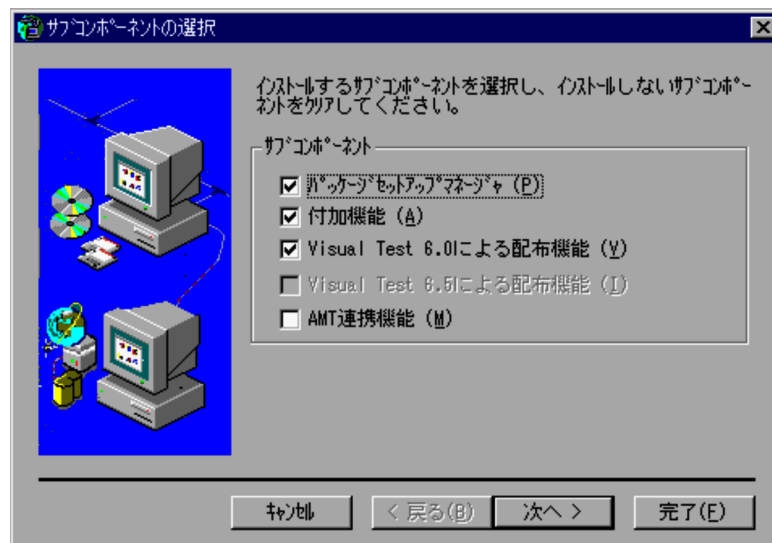 ｻﾌﾞｺﾝﾎﾟｰﾈﾝﾄの選択
ｲﾝｽﾄｰﾙするｻﾌﾞｺﾝﾎﾟｰﾈﾝﾄを選択し、ｲﾝｽﾄｰﾙしないｻﾌﾞｺﾝﾎﾟｰ
ﾈﾝﾄをｸﾘｱしてください。
ｻﾌﾞｺﾝﾎﾟｰﾈﾝﾄ
ﾊﾟｯｹｰｼﾞｾｯﾄｱｯﾌﾟﾏﾈｰｼﾞｬ (P)
付加機能 (A)
Visual Test 6.0による配布機能 (V)
Visual Test 6.5による配布機能 (I)
AMT連携機能 (M)
ｷｬﾝｾﾙ
< 戻る(B)
次へ >
完了(F)